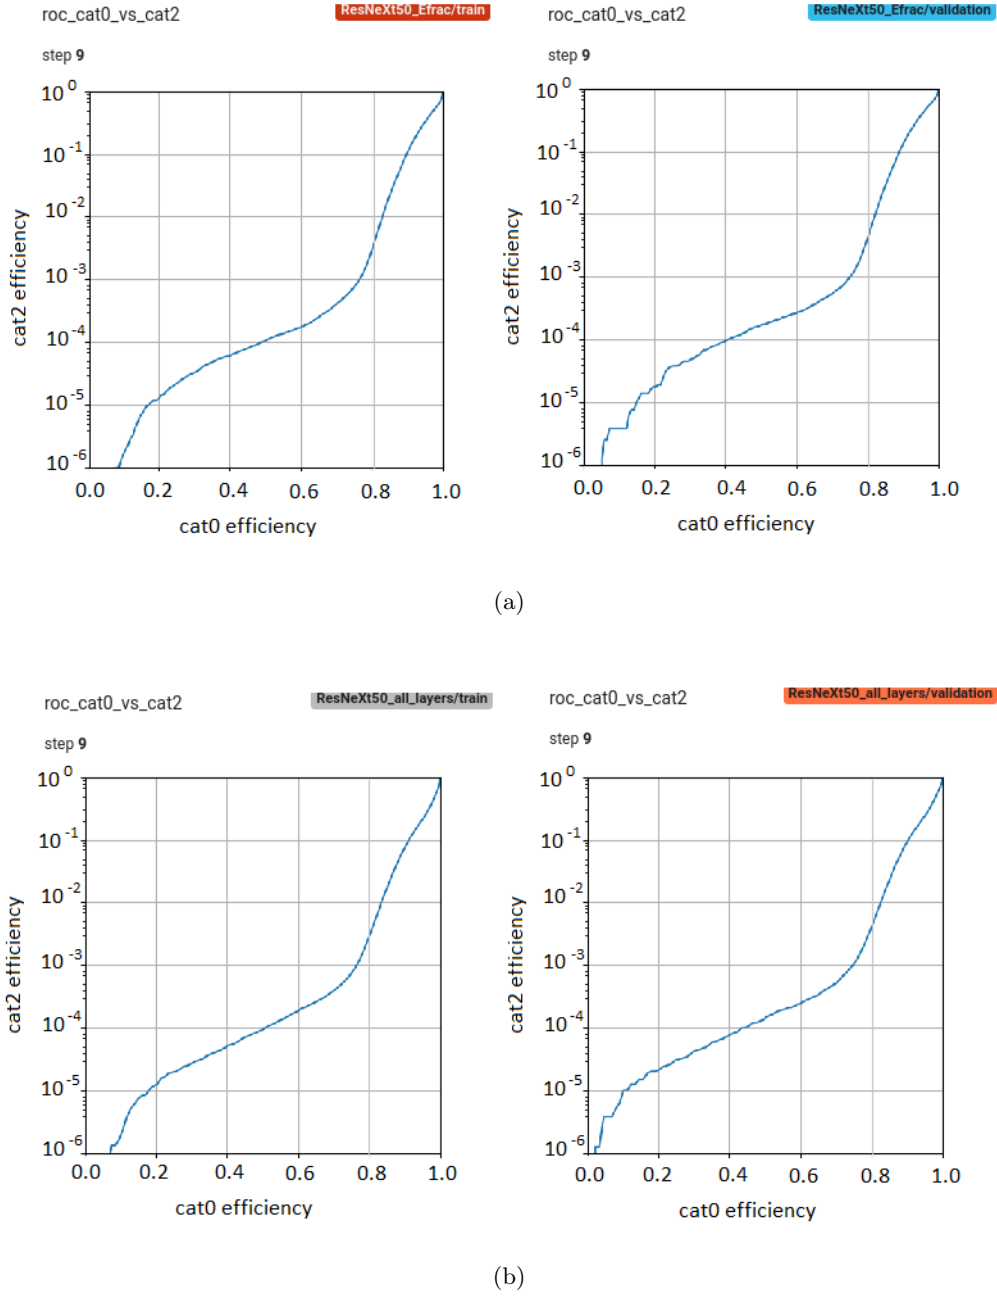 roc_cat0_vs_cat2 ResNeXt50_Efrac/train
step 9
10^0
10^-1
10^-2
10^-3
10^-4
10^-5
10^-6
cat2 efficiency
0.0 0.2 0.4 0.6 0.8 1.0
cat0 efficiency
roc_cat0_vs_cat2 ResNeXt50_Efrac/validation
step 9
10^0
10^-1
10^-2
10^-3
10^-4
10^-5
10^-6
cat2 efficiency
0.0 0.2 0.4 0.6 0.8 1.0
cat0 efficiency
(a)
roc_cat0_vs_cat2 ResNeXt50_all_layers/train
step 9
10^0
10^-1
10^-2
10^-3
10^-4
10^-5
10^-6
cat2 efficiency
0.0 0.2 0.4 0.6 0.8 1.0
cat0 efficiency
roc_cat0_vs_cat2 ResNeXt50_all_layers/validation
step 9
10^0
10^-1
10^-2
10^-3
10^-4
10^-5
10^-6
cat2 efficiency
0.0 0.2 0.4 0.6 0.8 1.0
cat0 efficiency
(b)